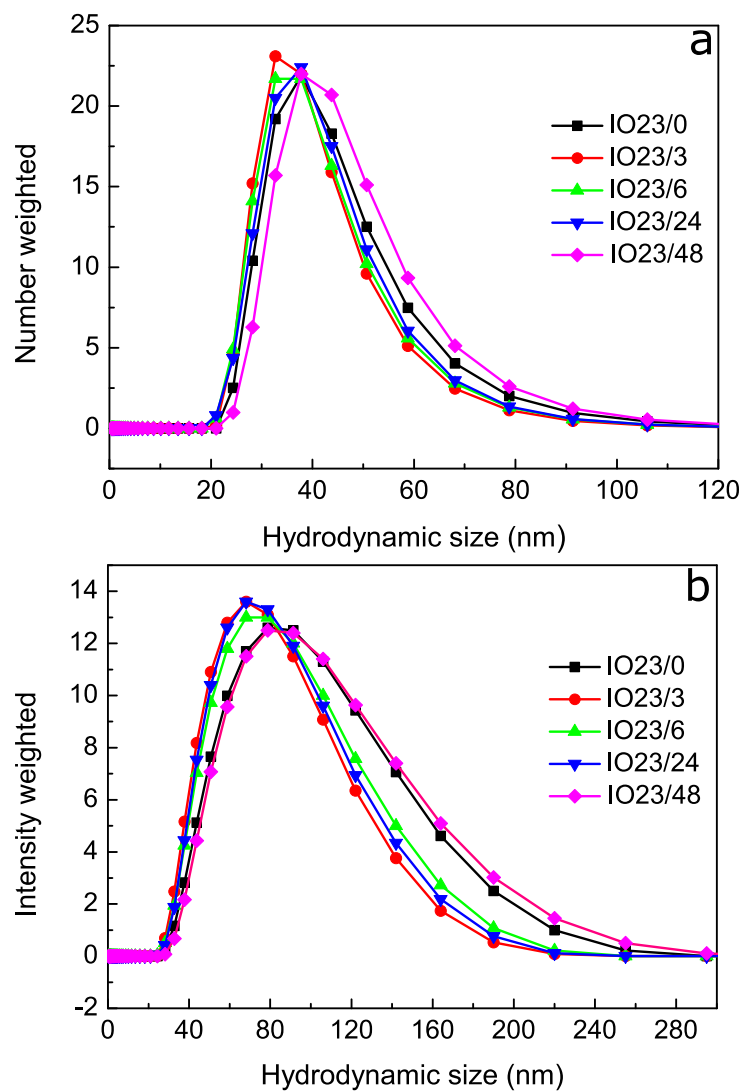 a
25
20
15
10
5
0
Number weighted
IO23/0
IO23/3
IO23/6
IO23/24
IO23/48
0 20 40 60 80 100 120
Hydrodynamic size (nm)
b
14
12
10
8
6
4
2
0
-2
Intensity weighted
IO23/0
IO23/3
IO23/6
IO23/24
IO23/48
0 40 80 120 160 200 240 280
Hydrodynamic size (nm)